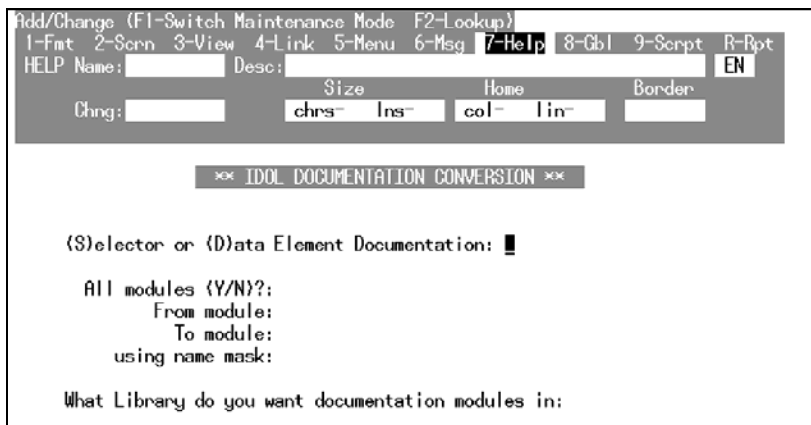 Add/Change (F1-Switch Maintenance Mode F2-Lookup)
1-Fmt 2-Scrn 3-View 4-Link 5-Menu 6-Msg 7-Help 8-Gbl 9-Scrpt R-Rpt
HELP Name: Desc: EN
Size Home Border
Chng: chrs- lns- col- lin-
** IDOL DOCUMENTATION CONVERSION **
(S)elector or (D)ata Element Documentation:
All modules (Y/N)?:
From module:
To module:
using name mask:
What Library do you want documentation modules in: